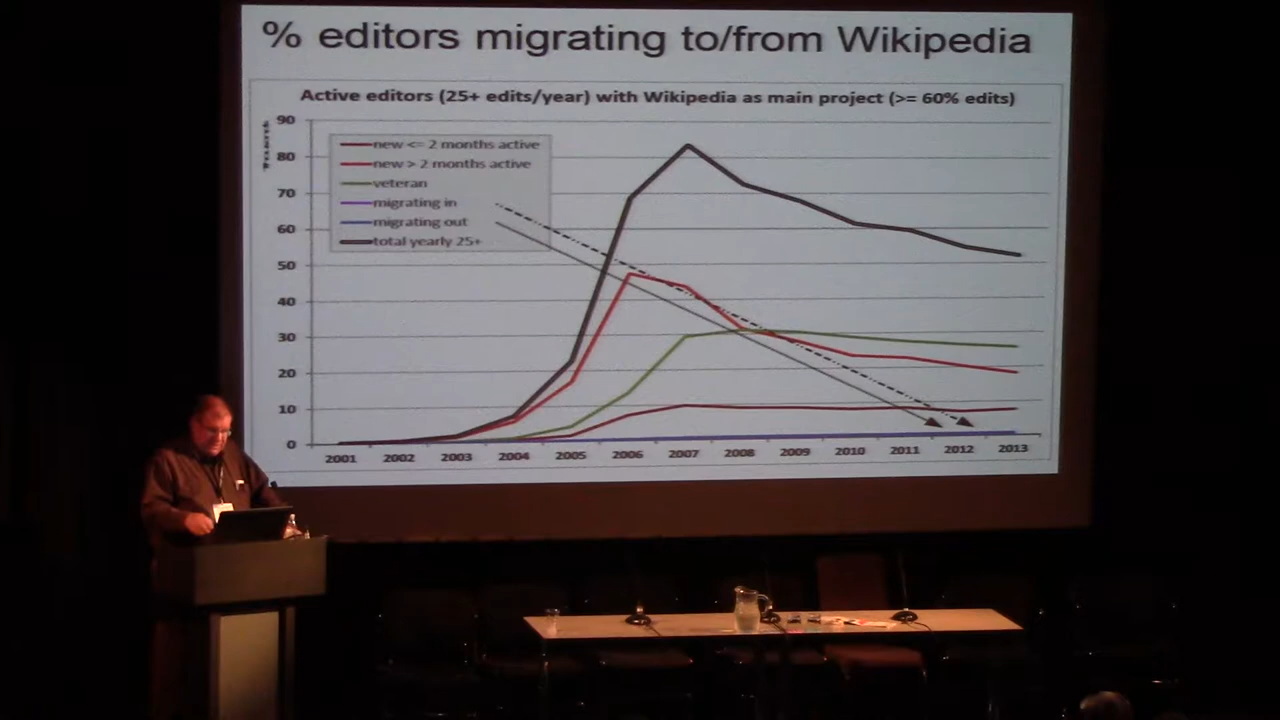 % editors migrating to/from Wikipedia
Active editors (25+ edits/year) with Wikipedia as main project (>= 60% edits)
90
80
70
60
50
40
30
20
10
0
new <= 2 months active
new > 2 months active
veteran
migrating in
migrating out
total yearly 25+
2001 2002 2003 2004 2005 2006 2007 2008 2009 2010 2011 2012 2013